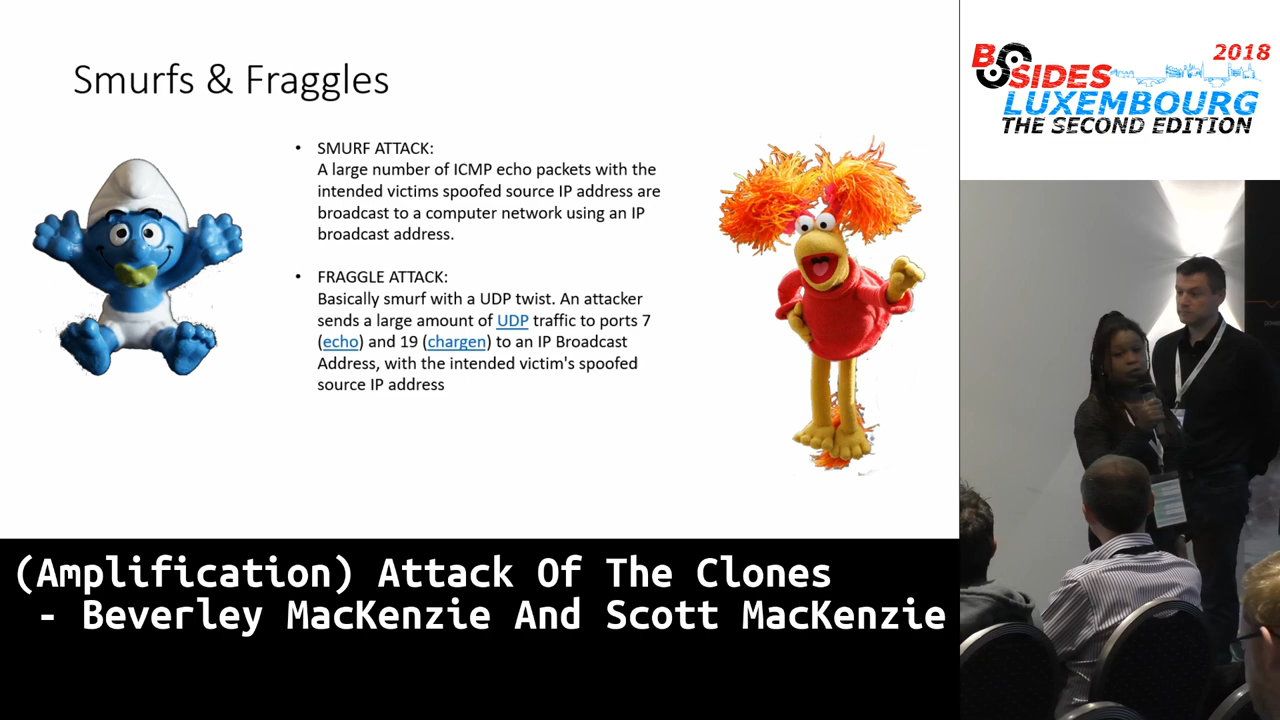 Smurfs & Fraggles
• SMURF ATTACK:
A large number of ICMP echo packets with the
intended victims spoofed source IP address are
broadcast to a computer network using an IP
broadcast address.
• FRAGGLE ATTACK:
Basically smurf with a UDP twist. An attacker
sends a large amount of UDP traffic to ports 7
(echo) and 19 (chargen) to an IP Broadcast
Address, with the intended victim's spoofed
source IP address
2018
BSIDES
LUXEMBOURG
THE SECOND EDITION
(Amplification) Attack Of The Clones
- Beverley MacKenzie And Scott MacKenzie